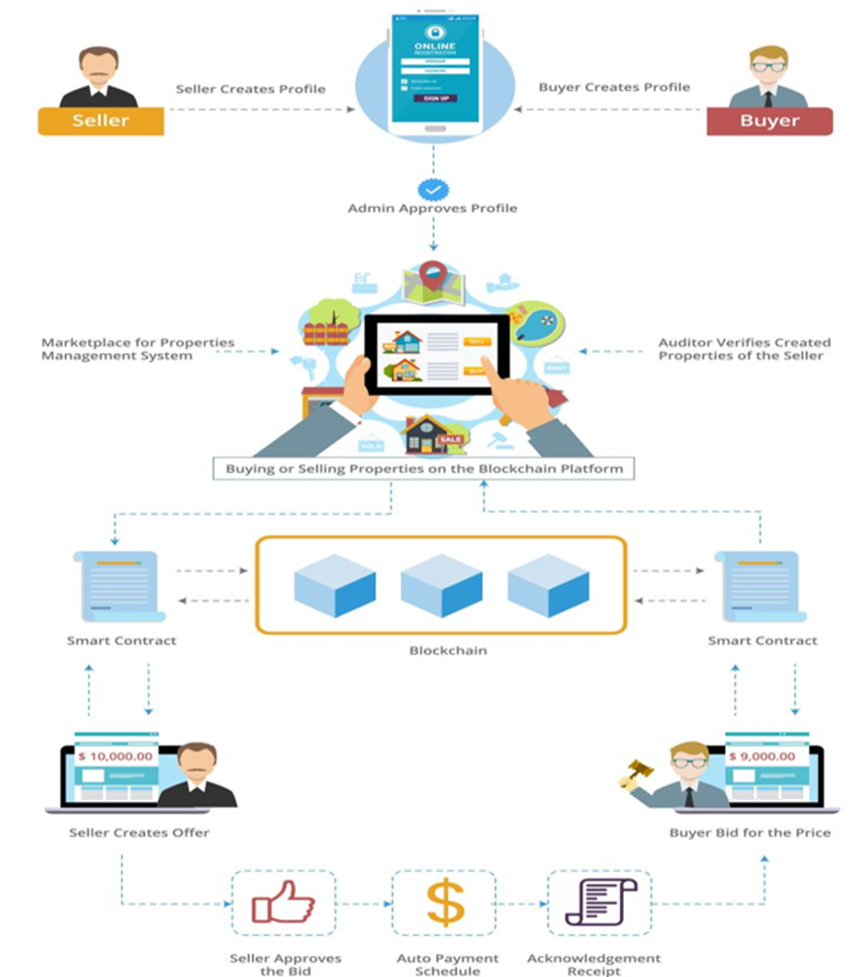 Seller
Seller Creates Profile
ONLINE
REGISTRATION
SIGN UP
Buyer Creates Profile
Buyer
Admin Approves Profile
Marketplace for Properties
Management System
SELL
BUY
RENT
SOLD
SALE
Auditor Verifies Created
Properties of the Seller
Buying or Selling Properties on the Blockchain Platform
Smart Contract
Blockchain
Smart Contract
$ 10,000.00
$ 9,000.00
Seller Creates Offer
Buyer Bid for the Price
Seller Approves
the Bid
Auto Payment
Schedule
Acknowledgement
Receipt